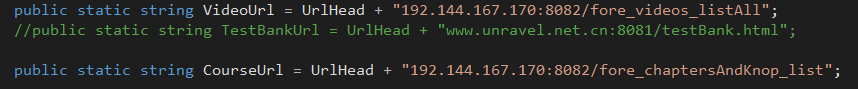 public static string VideoUrl = UrlHead + "192.144.167.170:8082/fore_videos_listAll";
//public static string TestBankUrl = UrlHead + "www.unravel.net.cn:8081/testBank.html";
public static string CourseUrl = UrlHead + "192.144.167.170:8082/fore_chaptersAndKnop_list";